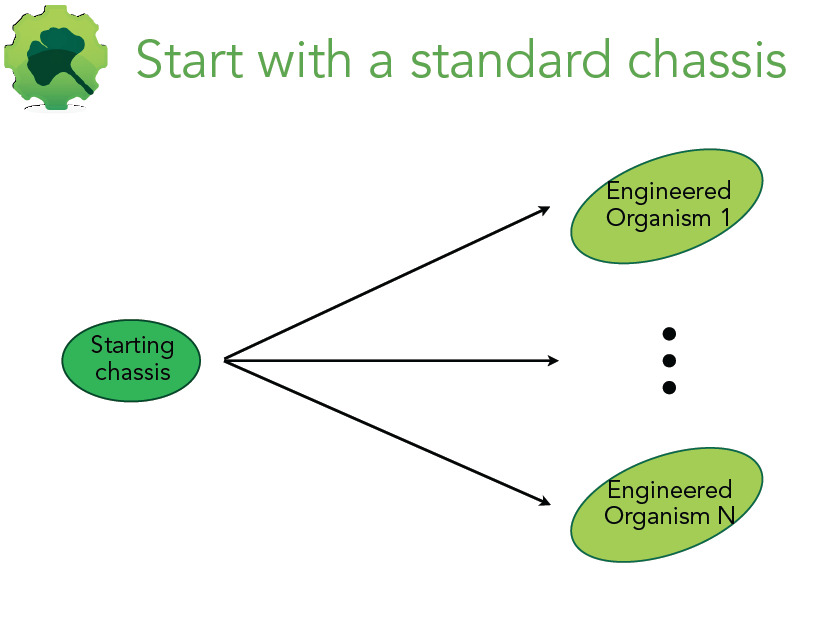 Start with a standard chassis
Engineered
Organism 1
Starting
chassis
Engineered
Organism N